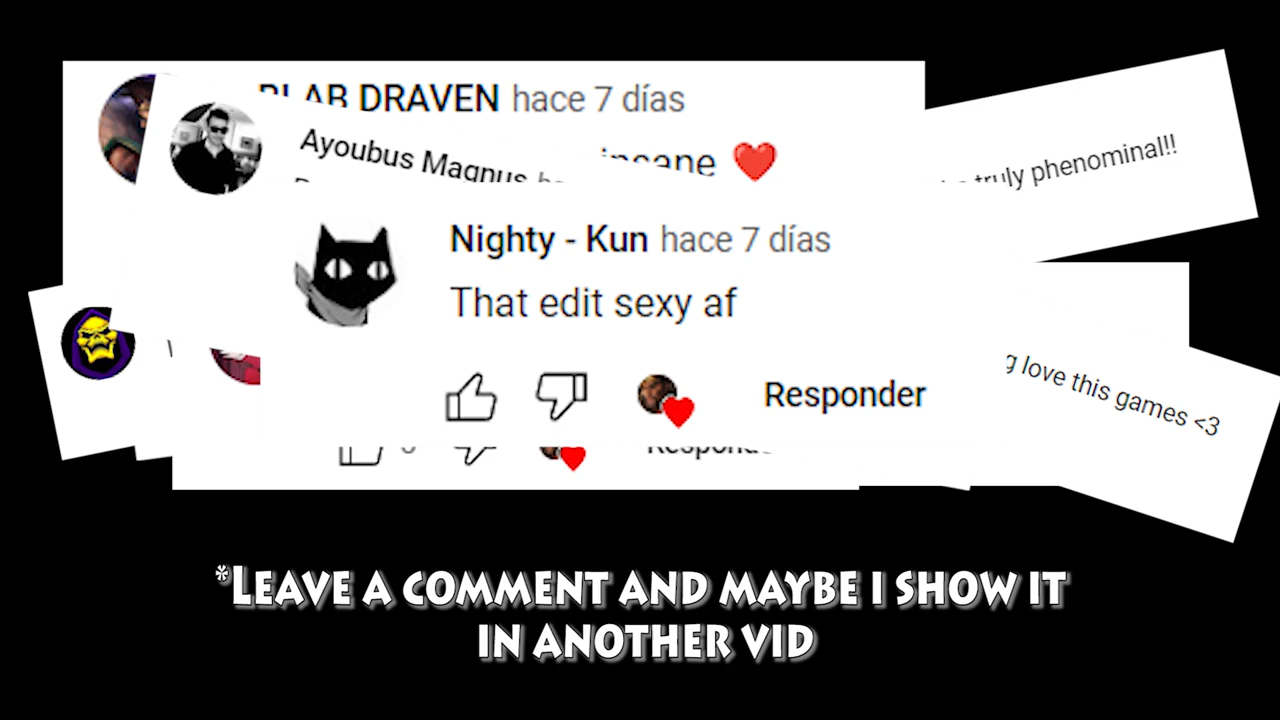 DRAVEN hace 7 días
Ayoubus Magnus
insane ❤️
truly phenominal!!
Nighty - Kun hace 7 días
That edit sexy af
love this games <3
Responder
*LEAVE A COMMENT AND MAYBE I SHOW IT
IN ANOTHER VID